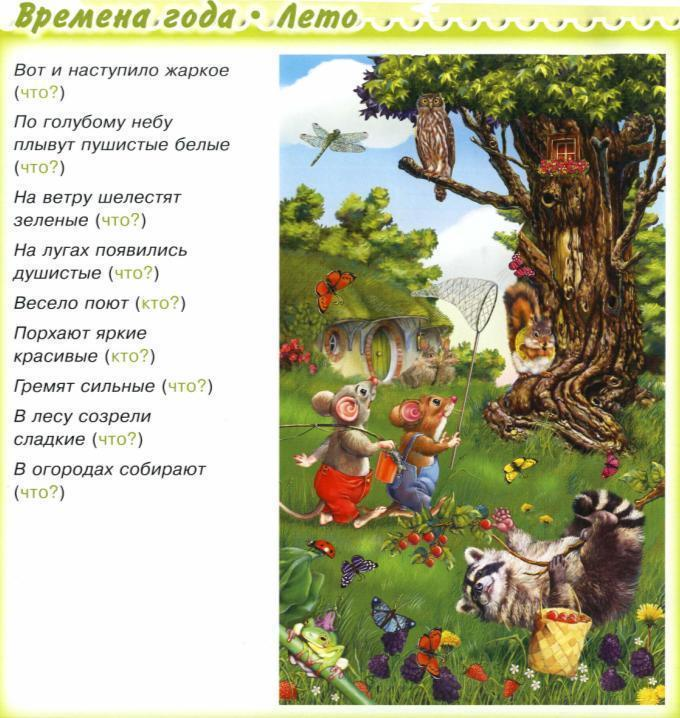 Времена года • Лето
Вот и наступило жаркое
(что?)
По голубому небу
плывут пушистые белые
(что?)
На ветру шелестят
зеленые (что?)
На лугах появились
душистые (что?)
Весело поют (кто?)
Порхают яркие
красивые (кто?)
Гремят сильные (что?)
В лесу созрели
сладкие (что?)
В огородах собирают
(что?)